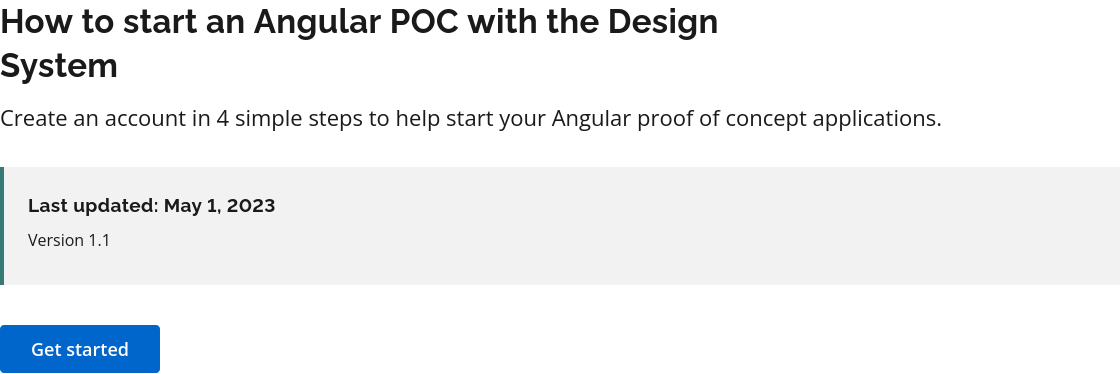 How to start an Angular POC with the Design
System
Create an account in 4 simple steps to help start your Angular proof of concept applications.
Last updated: May 1, 2023
Version 1.1
Get started